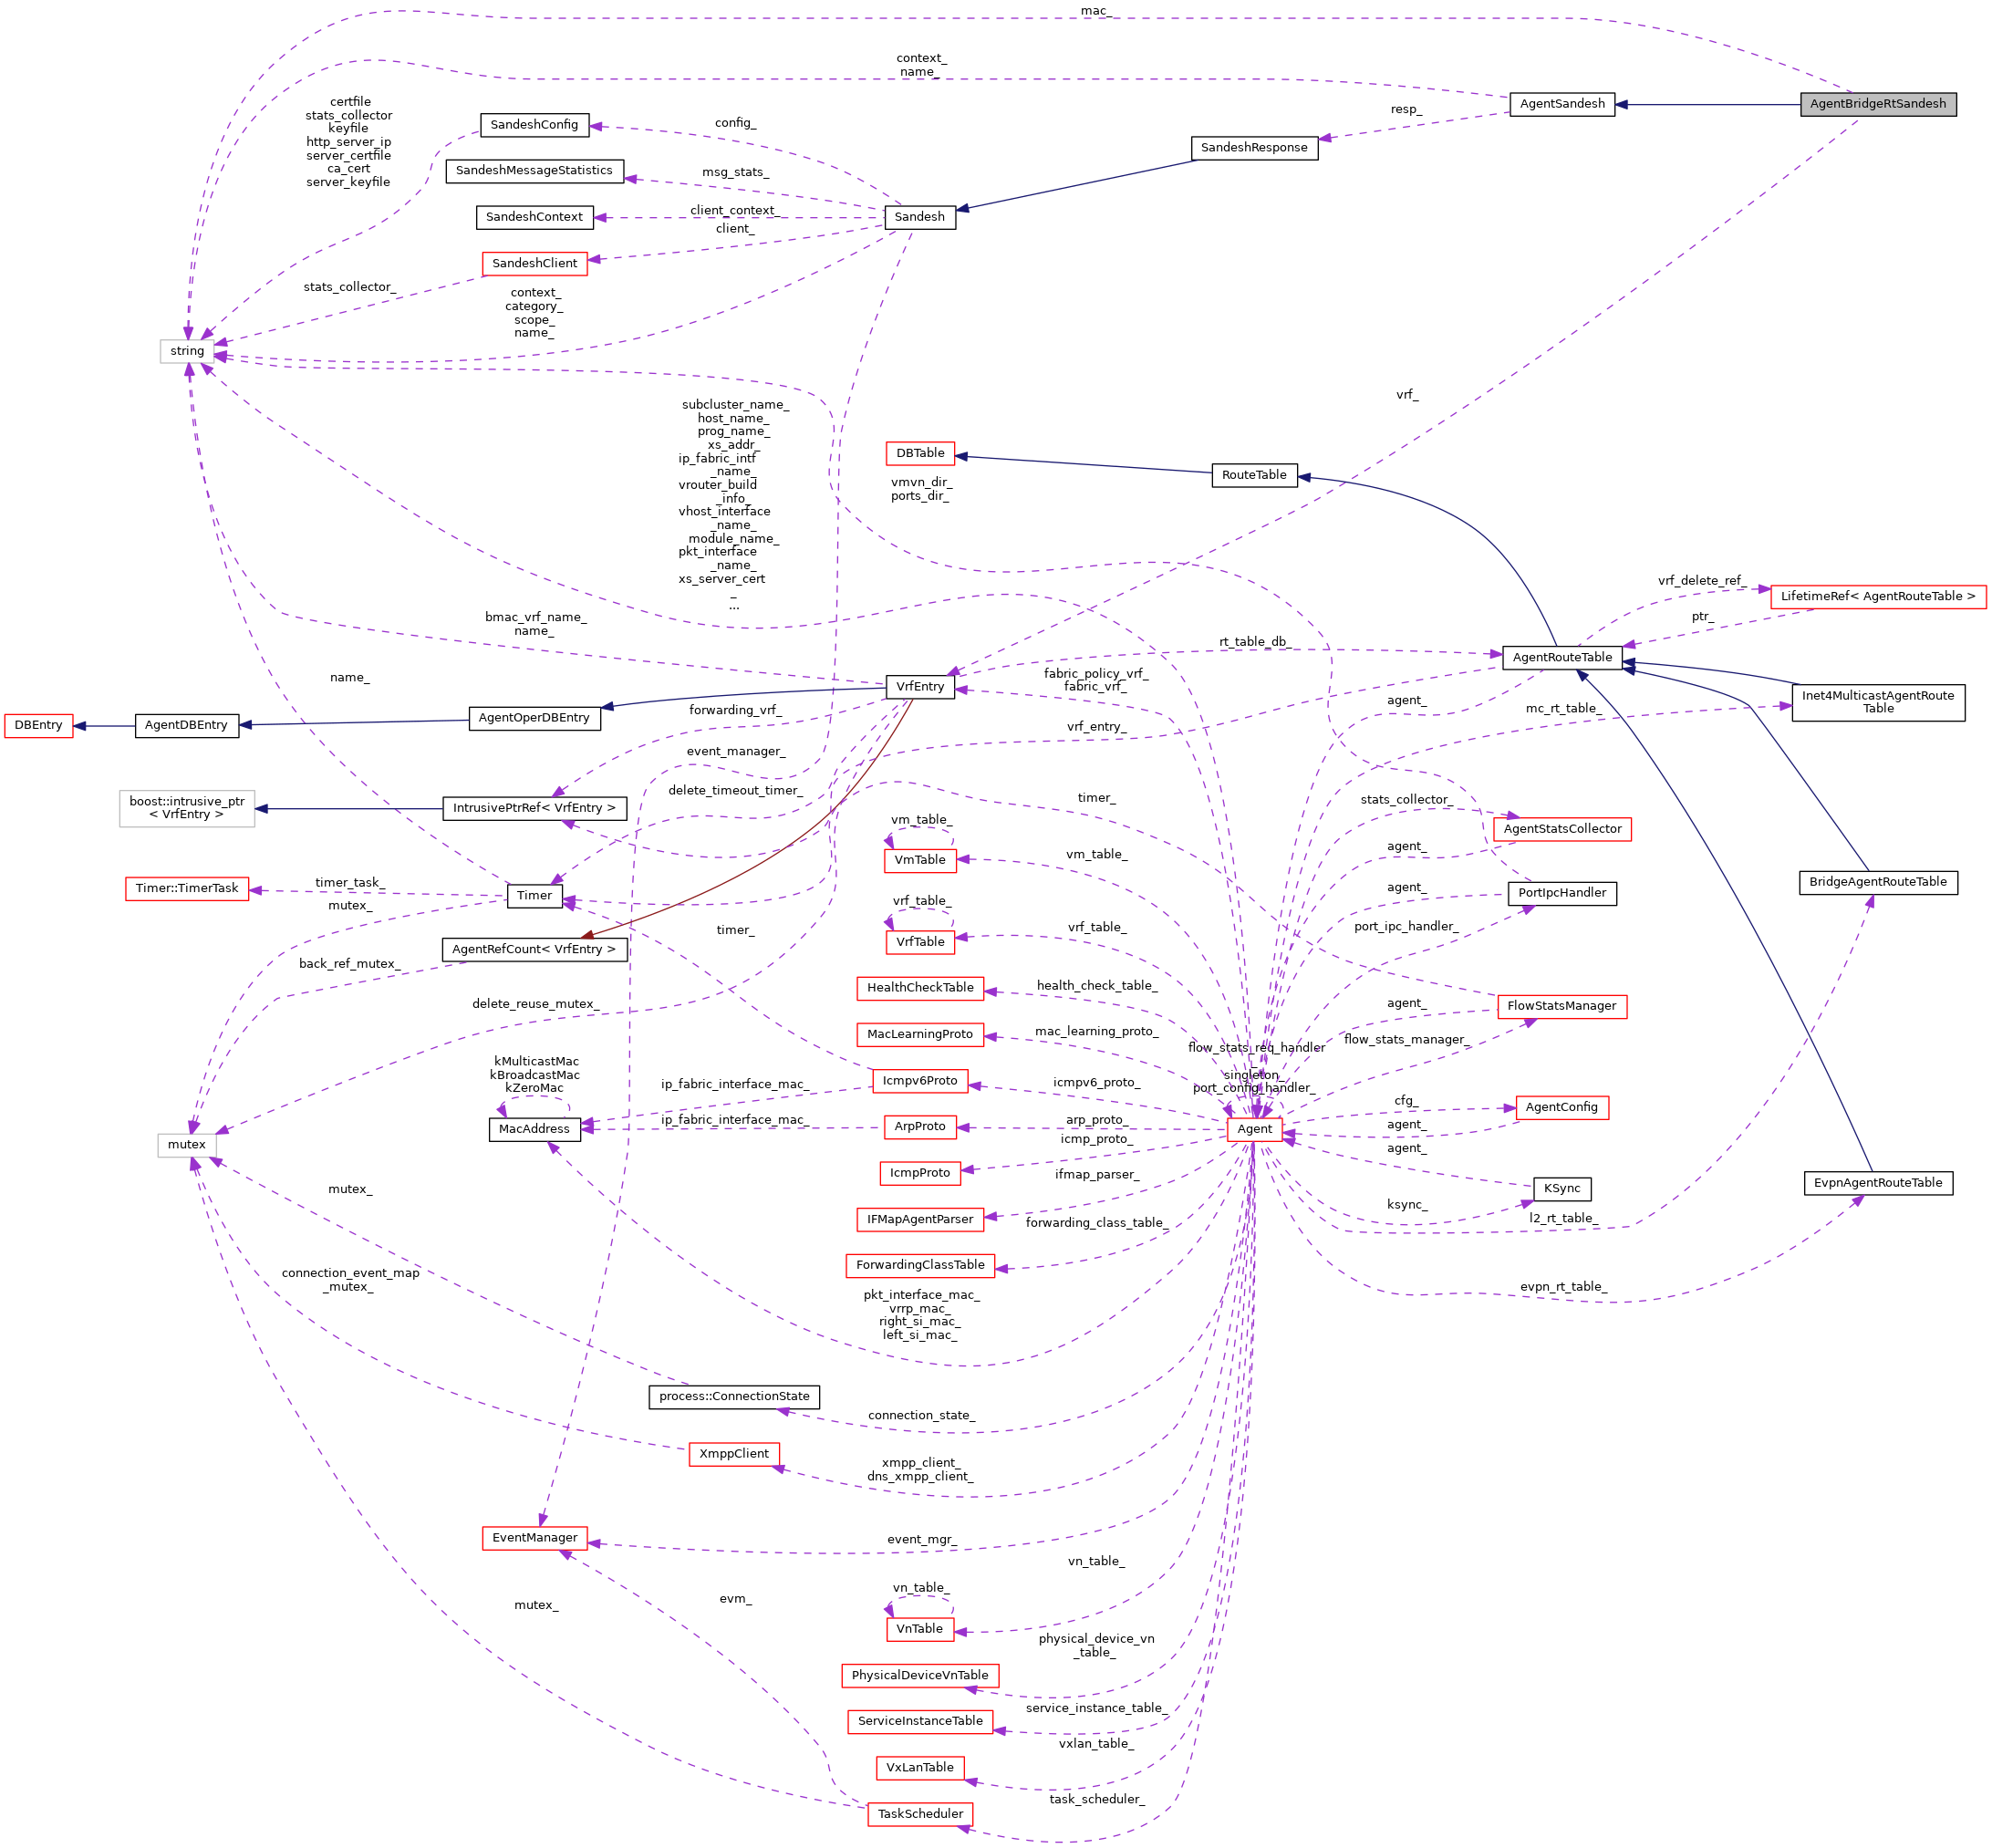 mac_
context_
name_
certfile
stats_collector
keyfile
http_server_ip
server_certfile
ca_cert
server_keyfile
SandeshConfig
config_
AgentSandesh
AgentBridgeRtSandesh
resp_
SandeshResponse
SandeshMessageStatistics
msg_stats_
SandeshContext
client_context_
Sandesh
client_
SandeshClient
stats_collector_
context_
category_
scope_
name_
string
vrf_
subcluster_name_
host_name_
prog_name_
xs_addr_
ip_fabric_intf
_name_
vrouter_build
_info_
vhost_interface
_name_
module_name_
pkt_interface
_name_
xs_server_cert
_
...
DBTable
RouteTable
vmvn_dir_
ports_dir_
vrf_delete_ref_
LifetimeRef< AgentRouteTable >
ptr_
bmac_vrf_name_
name_
rt_table_db_
AgentRouteTable
name_
VrfEntry
fabric_policy_vrf_
fabric_vrf_
agent_
Inet4MulticastAgentRoute
Table
mc_rt_table_
DBEntry
AgentDBEntry
AgentOperDBEntry
forwarding_vrf_
vrf_entry_
event_manager_
boost::intrusive_ptr
< VrfEntry >
IntrusivePtrRef< VrfEntry >
delete_timeout_timer_
timer_
stats_collector_
AgentStatsCollector
vm_table_
VmTable
vm_table_
agent_
Timer::TimerTask
timer_task_
Timer
mutex_
agent_
PortIpcHandler
BridgeAgentRouteTable
vrf_table_
VrfTable
vrf_table_
port_ipc_handler_
timer_
AgentRefCount< VrfEntry >
back_ref_mutex_
HealthCheckTable
health_check_table_
delete_reuse_mutex_
agent_
FlowStatsManager
MacLearningProto
mac_learning_proto_
flow_stats_manager_
flow_stats_req_handler
_
singleton_
port_config_handler_
kMulticastMac
kBroadcastMac
kZeroMac
ip_fabric_interface_mac_
Icmpv6Proto
icmpv6_proto_
cfg_
AgentConfig
MacAddress
ip_fabric_interface_mac_
ArpProto
arp_proto_
Agent
agent_
mutex
icmp_proto_
agent_
IcmpProto
ifmap_parser_
KSync
EvpnAgentRouteTable
mutex_
ksync_
IFMapAgentParser
forwarding_class_table_
l2_rt_table_
ForwardingClassTable
connection_event_map
_mutex_
evpn_rt_table_
pkt_interface_mac_
vrrp_mac_
right_si_mac_
left_si_mac_
process::ConnectionState
connection_state_
XmppClient
xmpp_client_
dns_xmpp_client_
EventManager
event_mgr_
vn_table_
vn_table_
mutex_
evm_
VnTable
physical_device_vn
_table_
PhysicalDeviceVnTable
service_instance_table_
ServiceInstanceTable
vxlan_table_
VxLanTable
task_scheduler_
TaskScheduler